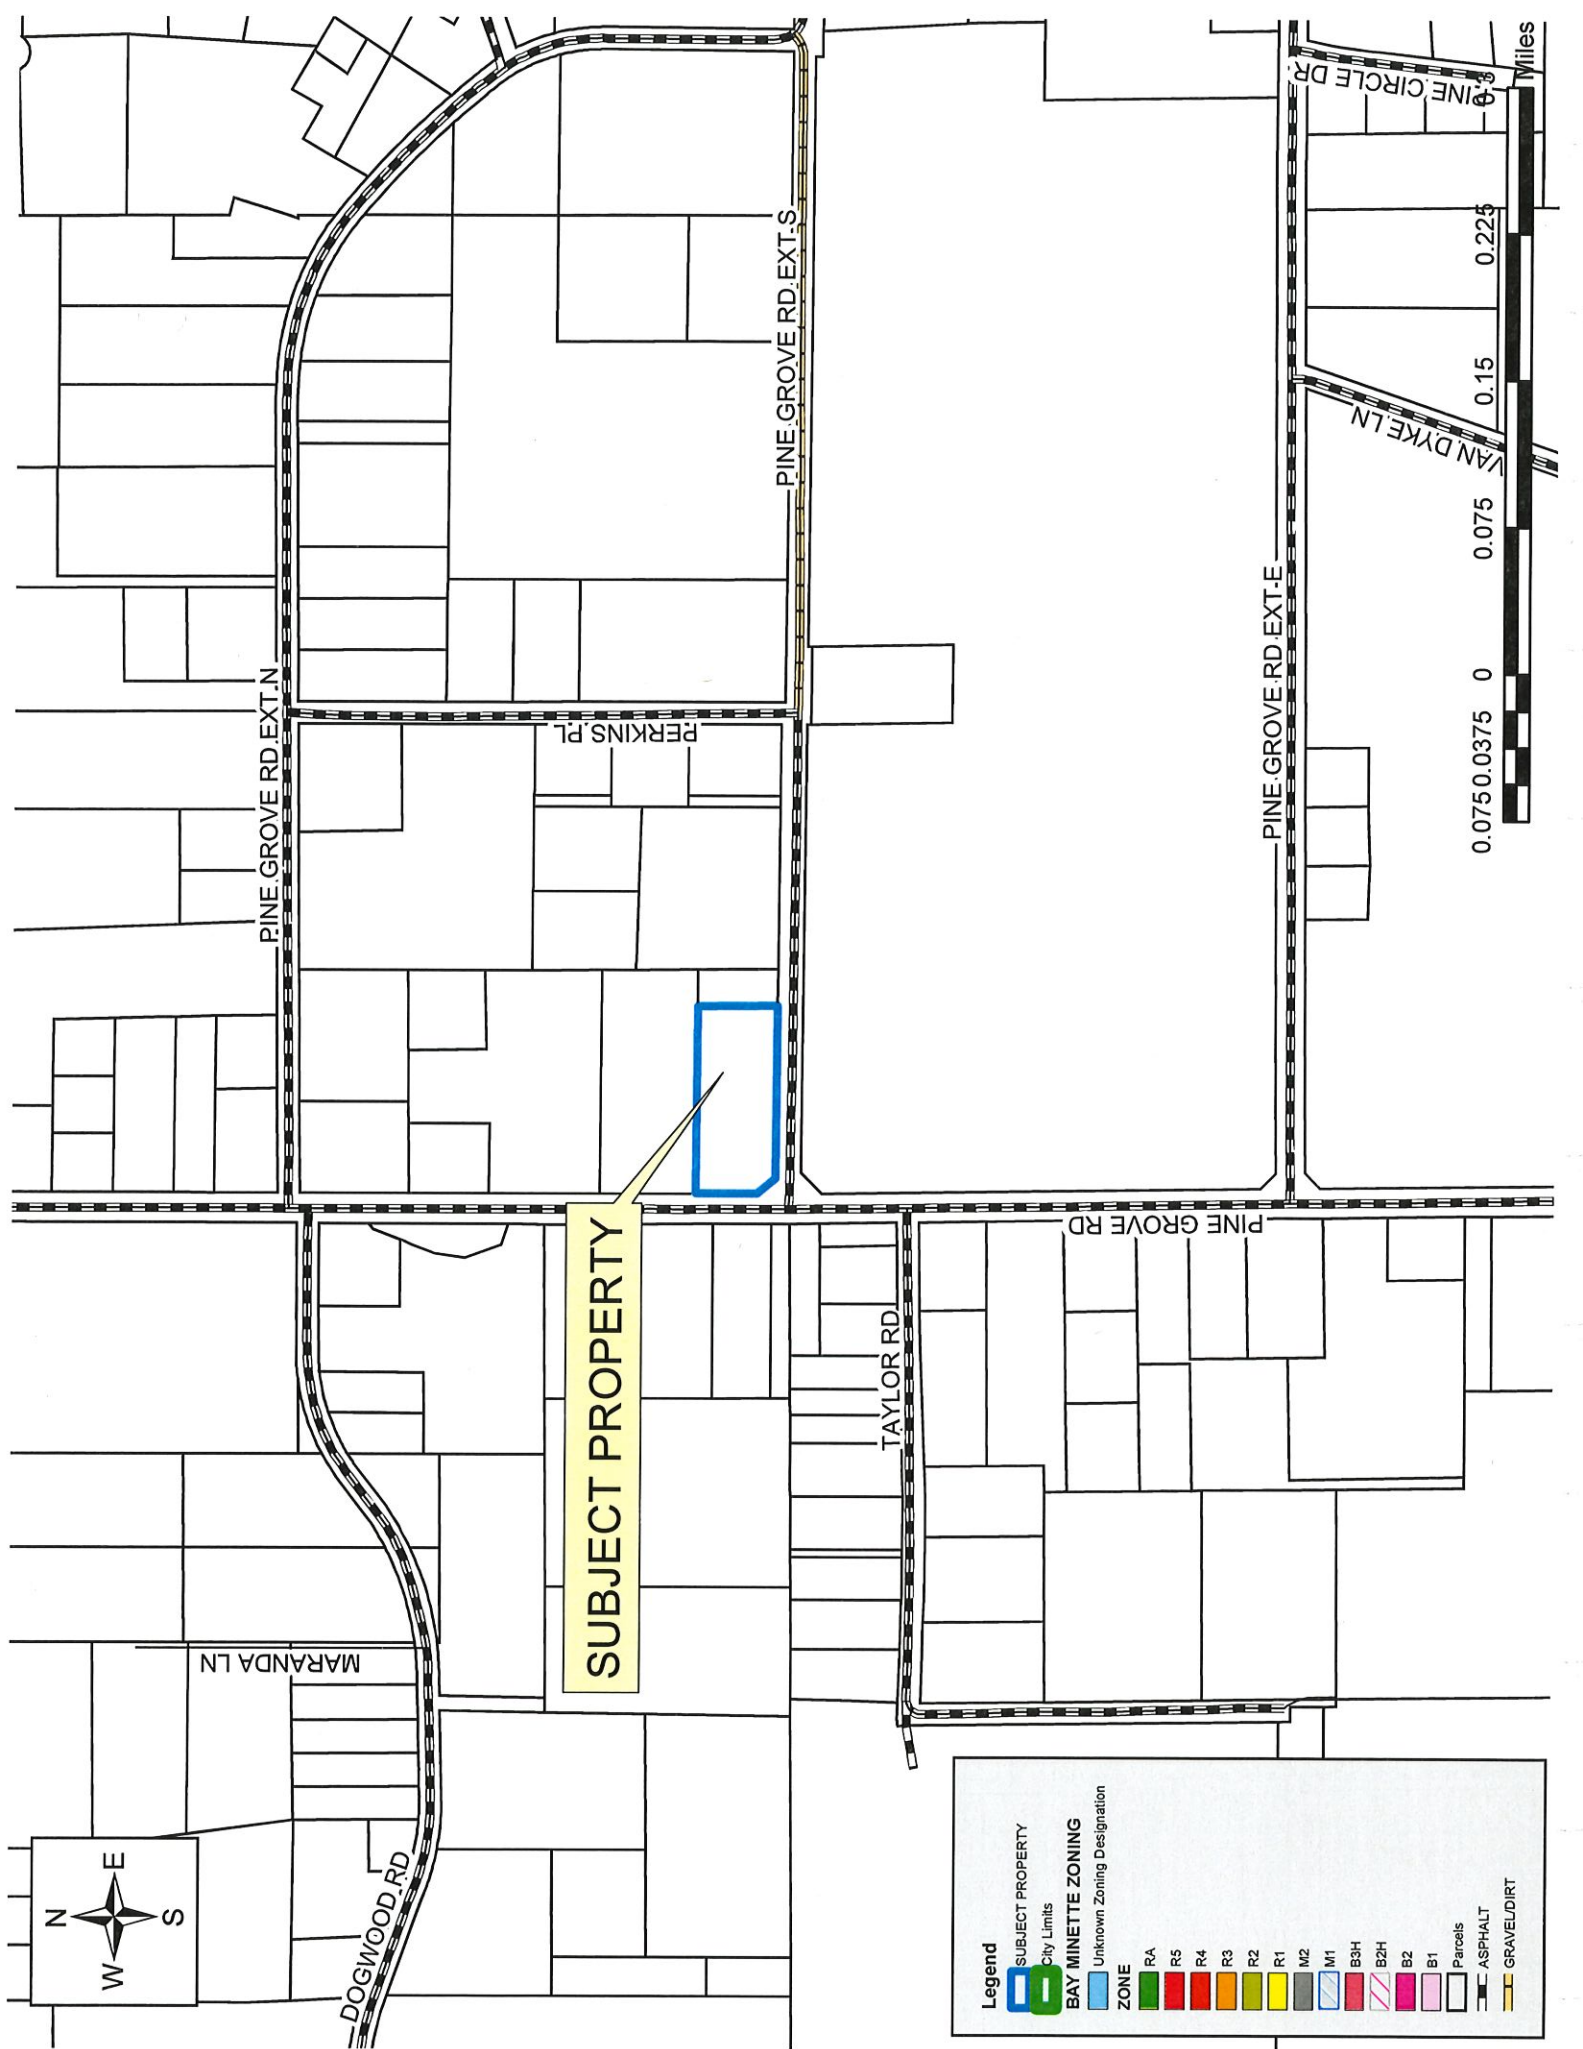 PINE GROVE RD EXT N
PERKINS PL
PINE GROVE RD EXT S
PINE GROVE RD EXT E
PINE CIRCLE DR
VAN DYKE LN
SUBJECT PROPERTY
PINE GROVE RD
TAYLOR RD
MARANDA LN
DOGWOOD RD
N
W E
S
0.075 0.0375 0 0.075 0.15 0.225 0.3
Miles
Legend
SUBJECT PROPERTY
City Limits
BAY MINETTE ZONING
Unknown Zoning Designation
ZONE
RA
R5
R4
R3
R2
R1
M2
M1
B3H
B2H
B2
B1
Parcels
ASPHALT
GRAVEL/DIRT